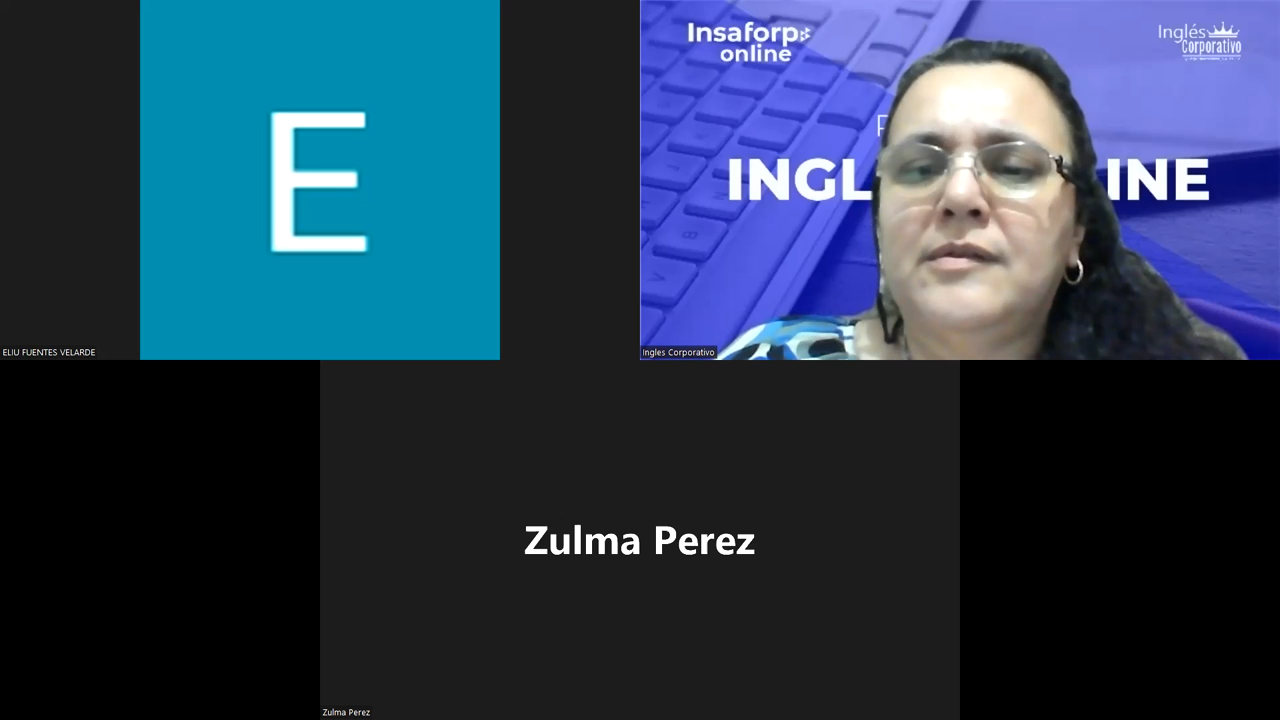 E
ELIU FUENTES VELARDE
Insaforp
online
Inglés
Corporativo
P
INGL INE
Ingles Corporativo
Zulma Perez
Zulma Perez